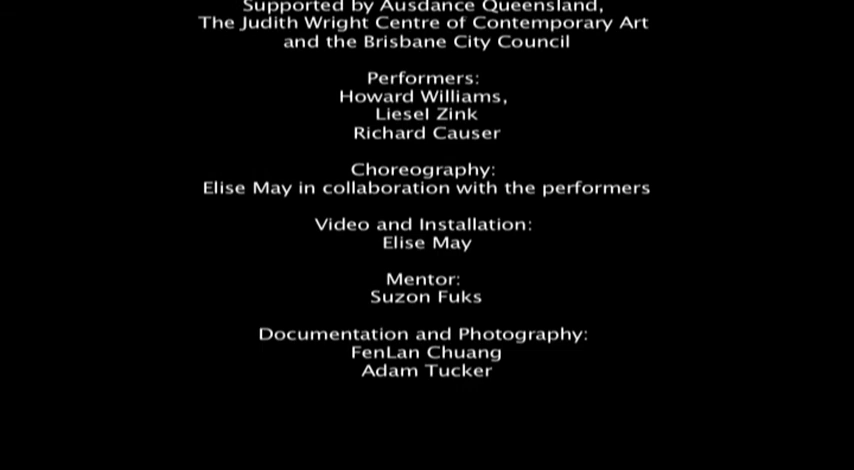 Supported by Ausdance Queensland,
The Judith Wright Centre of Contemporary Art
and the Brisbane City Council
Performers:
Howard Williams,
Liesel Zink
Richard Causer
Choreography:
Elise May in collaboration with the performers
Video and Installation:
Elise May
Mentor:
Suzon Fuks
Documentation and Photography:
FenLan Chuang
Adam Tucker